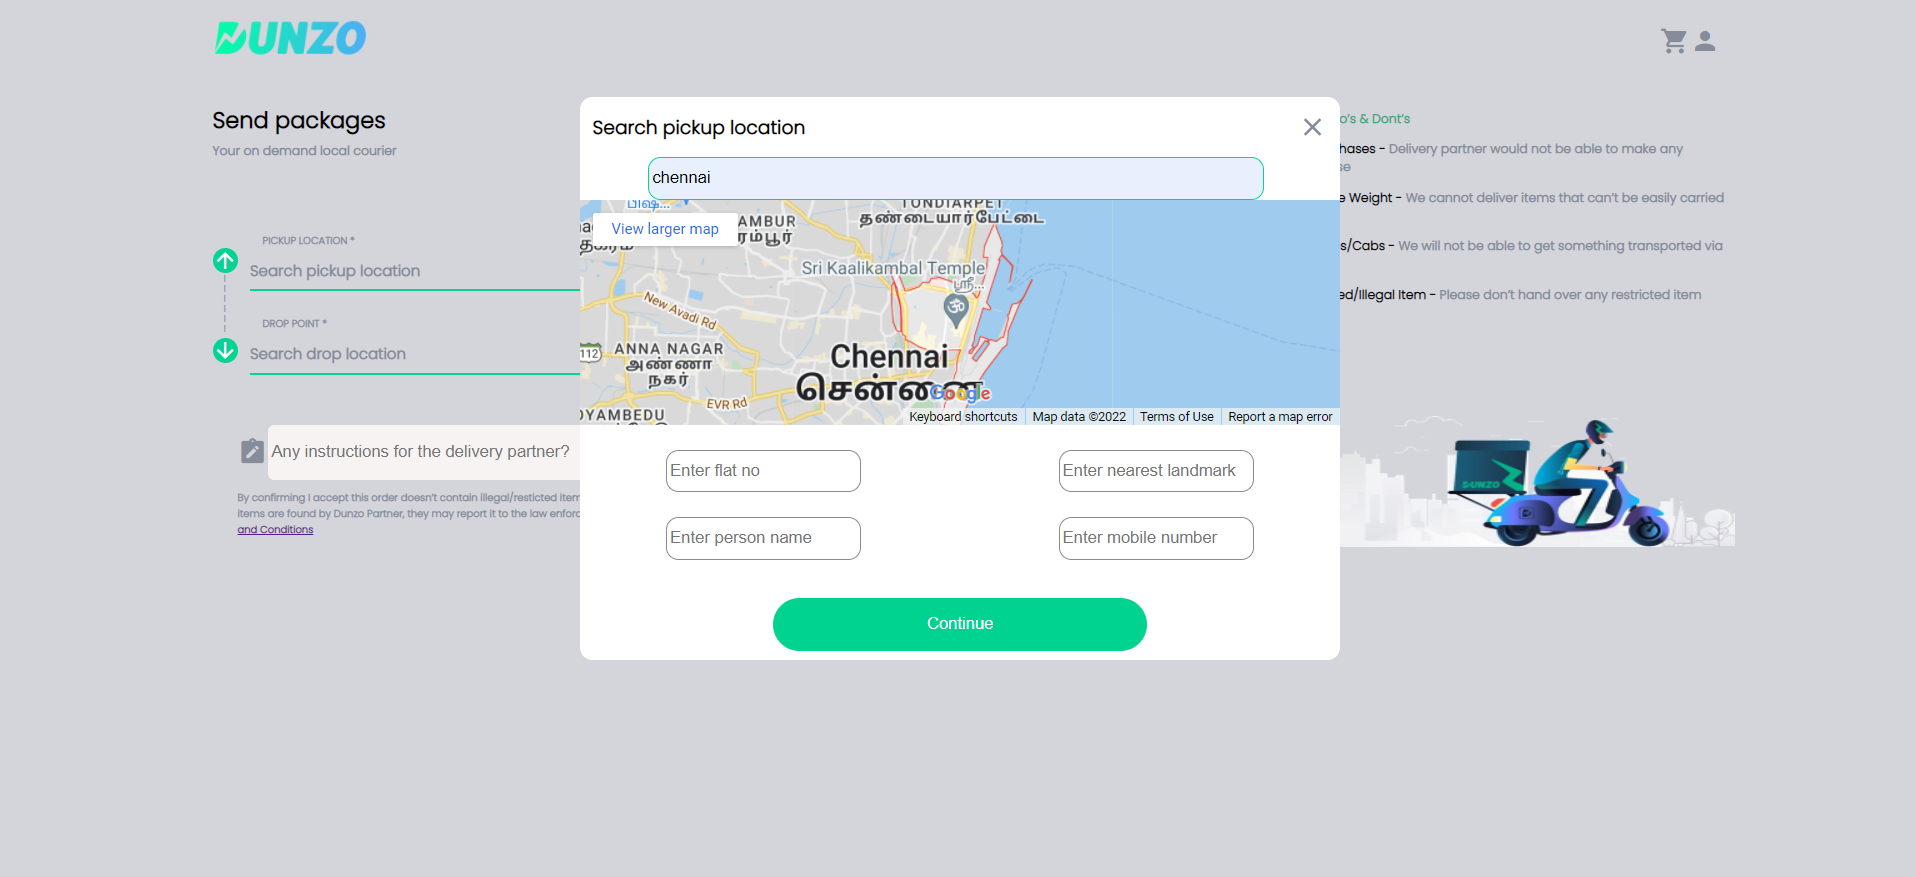 DUNZO
Send packages
Your on demand local courier
PICKUP LOCATION *
Search pickup location
DROP POINT *
Search drop location
Any instructions for the delivery partner?
By confirming I accept this order doesn't contain illegal/resticted item
items are found by Dunzo Partner, they may report it to the law enforc
and Conditions
Search pickup location
chennai
View larger map
TONDIARPET
தண்டையார்பேட்டை
Sri Kaalikambal Temple
ஸ்ரீ...
New Avadi Rd
112
ANNA NAGAR
அண்ணா
நகர்
Chennai
சென்னை
EVR Rd
OYAMBEDU
Google
Keyboard shortcuts
Map data ©2022
Terms of Use
Report a map error
Enter flat no
Enter nearest landmark
Enter person name
Enter mobile number
Continue
o's & Dont's
hases - Delivery partner would not be able to make any
se
e Weight - We cannot deliver items that can't be easily carried
s/Cabs - We will not be able to get something transported via
ed/Illegal Item - Please don't hand over any restricted item
DUNZO